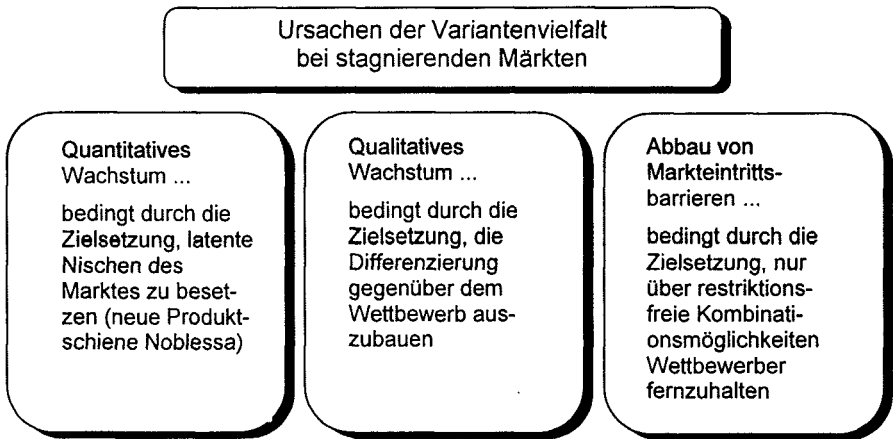 Ursachen der Variantenvielfalt
bei stagnierenden Märkten
Quantitatives
Wachstum ...
bedingt durch die
Zielsetzung, latente
Nischen des
Marktes zu beset-
zen (neue Produkt-
schiene Noblessa)
Qualitatives
Wachstum ...
bedingt durch die
Zielsetzung, die
Differenzierung
gegenüber dem
Wettbewerb aus-
zubauen
Abbau von
Markteintritts-
barrieren ...
bedingt durch die
Zielsetzung, nur
über restriktions-
freie Kombinati-
onsmöglichkeiten
Wettbewerber
fernzuhalten